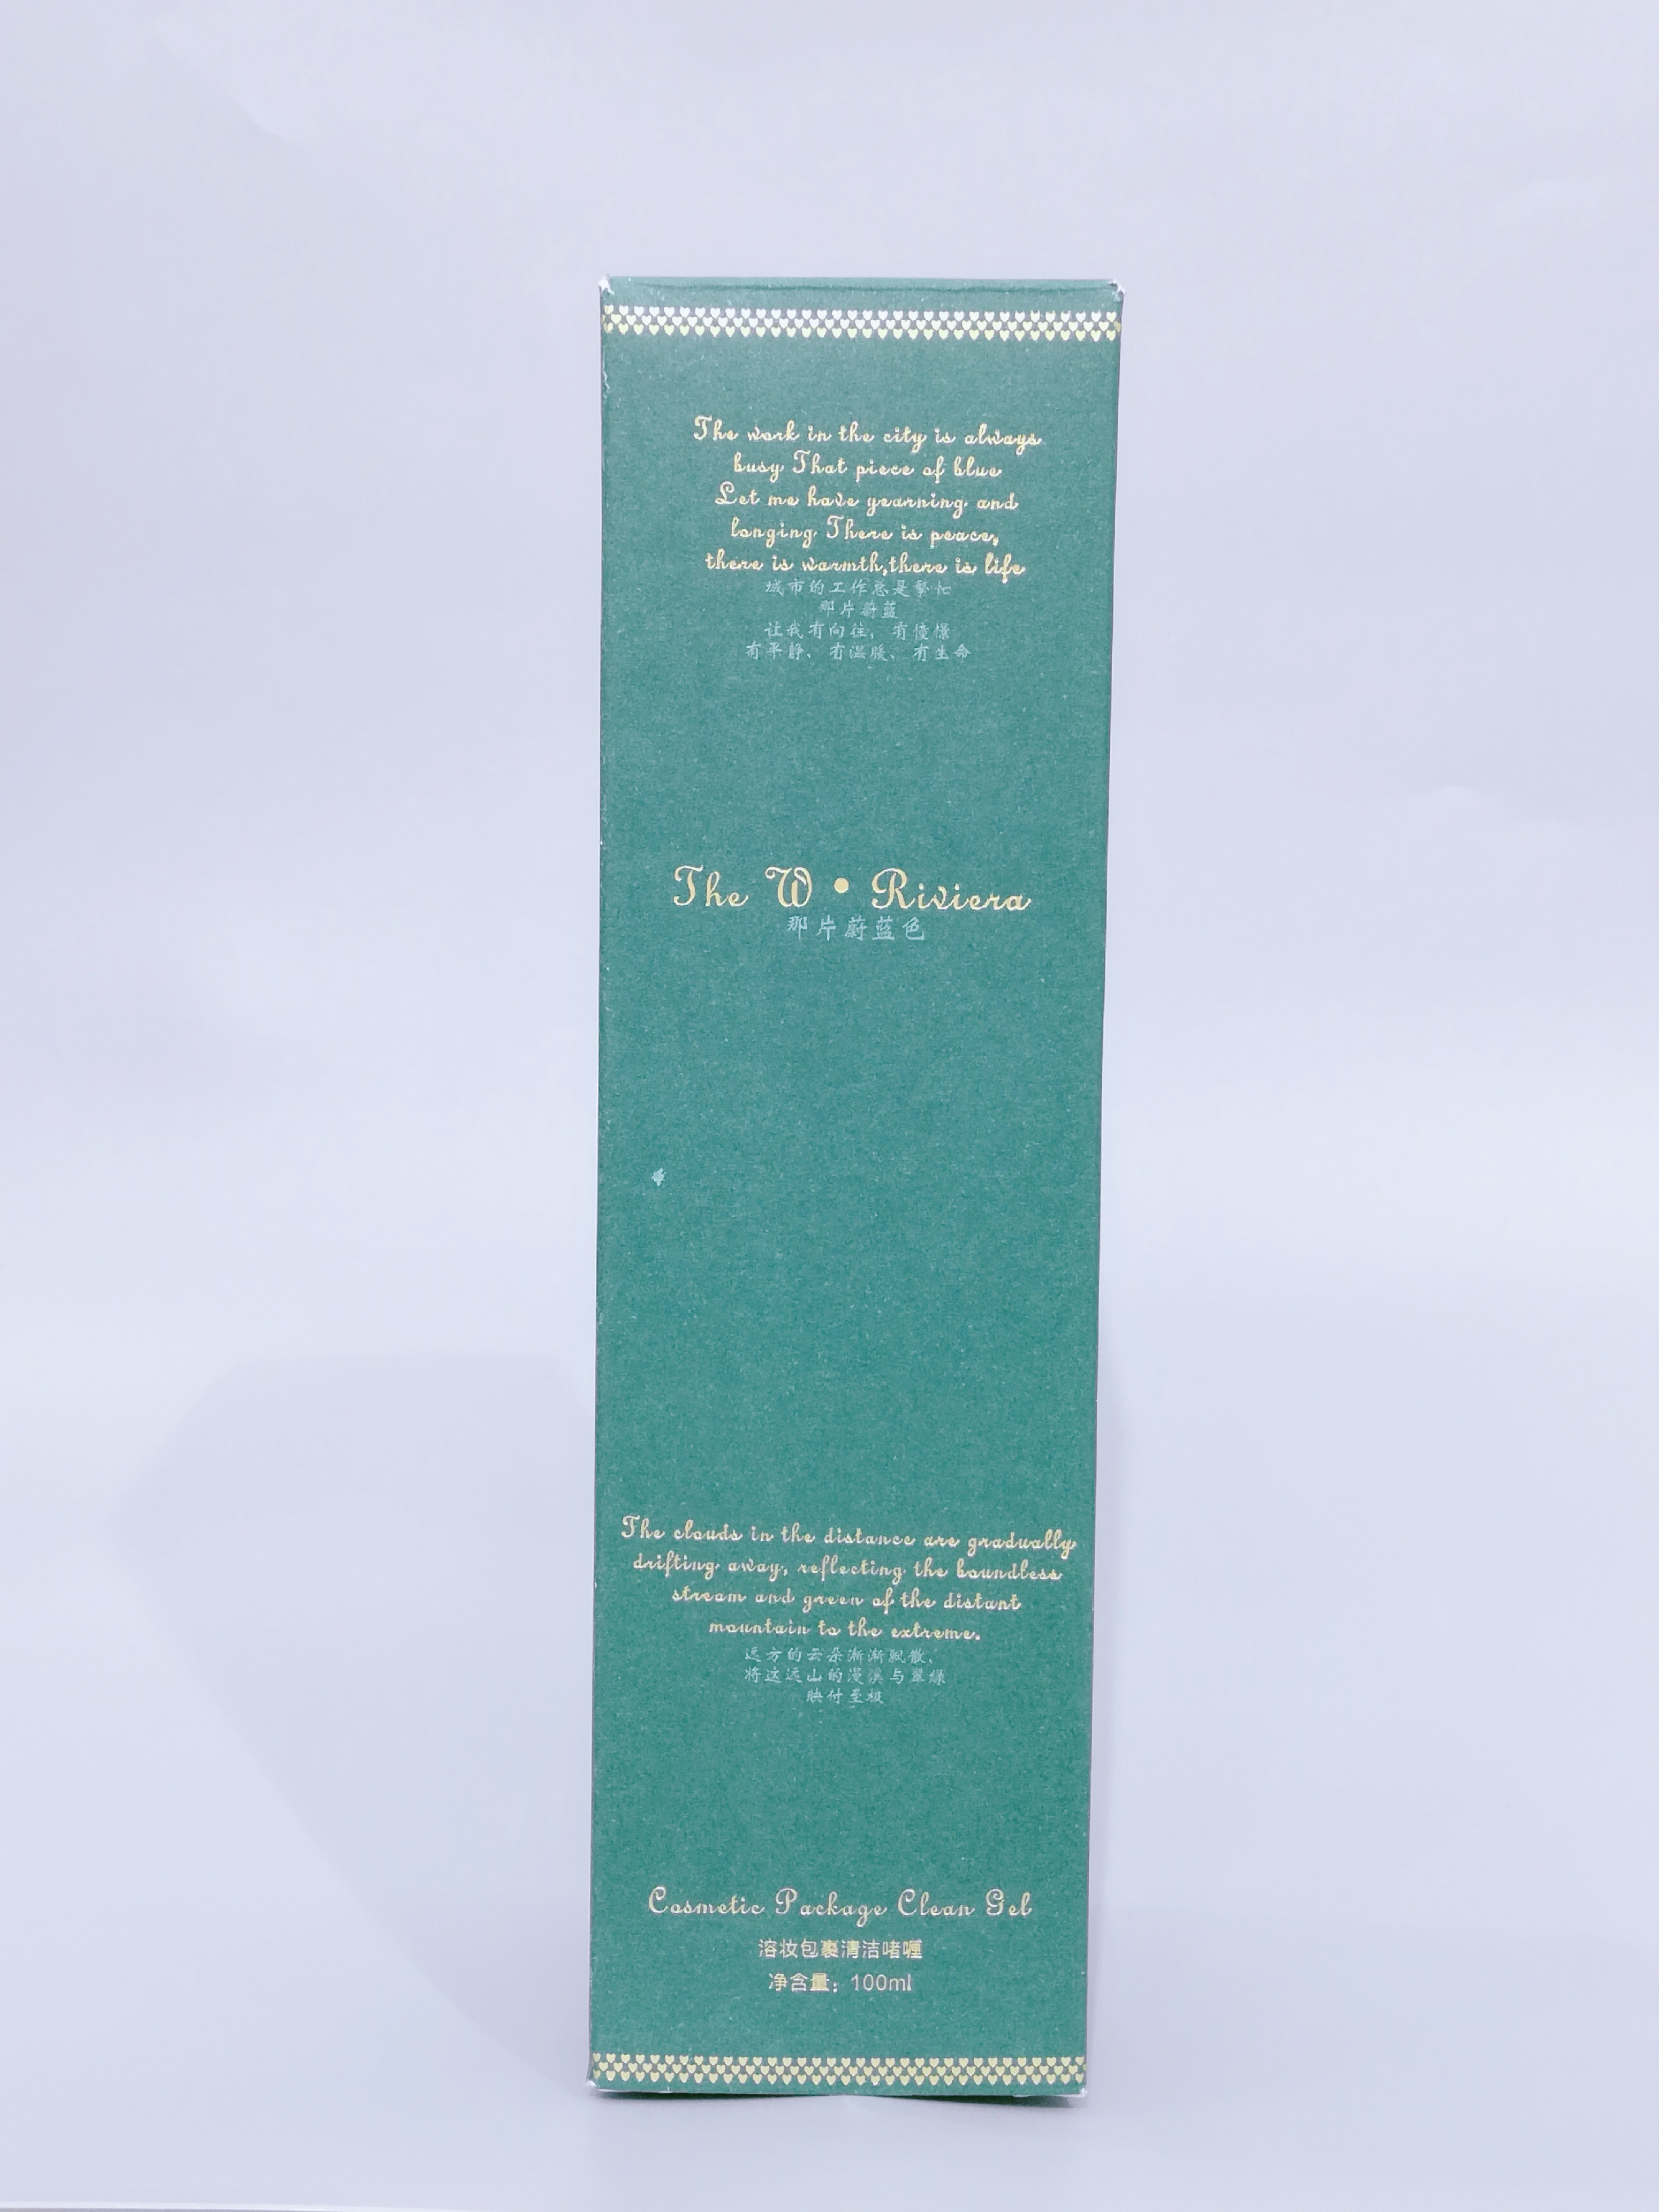 The work in the city is always
busy That piece of blue
Let me have yearning and
longing There is peace,
there is warmth,there is life
城市的工作总是繁忙
那片蔚蓝
让我有向往，有憧憬
有平静、有温暖、有生命
The W • Riviera
那片蔚蓝色
The clouds in the distance are gradually
drifting away, reflecting the boundless
stream and green of the distant
mountain to the extreme.
远方的云朵渐渐飘散、
将这远山的漫溪与翠绿
映付至极
Cosmetic Package Clean Gel
溶妆包裹清洁啫喱
净含量：100ml